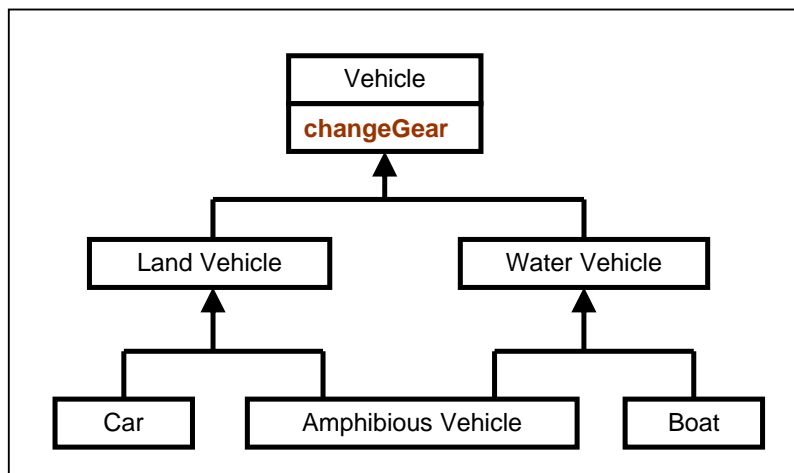 Vehicle
changeGear
Land Vehicle
Water Vehicle
Car
Amphibious Vehicle
Boat